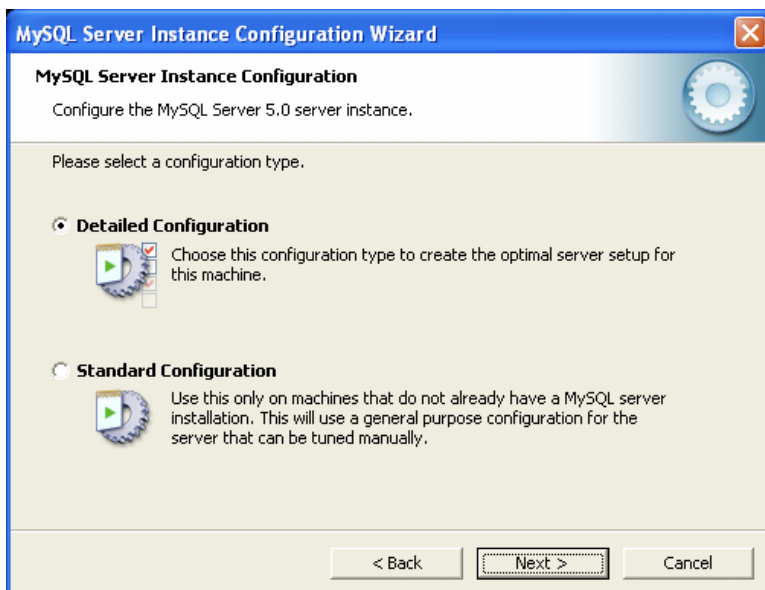 MySQL Server Instance Configuration Wizard
MySQL Server Instance Configuration
Configure the MySQL Server 5.0 server instance.
Please select a configuration type.
Detailed Configuration
Choose this configuration type to create the optimal server setup for
this machine.
Standard Configuration
Use this only on machines that do not already have a MySQL server
installation. This will use a general purpose configuration for the
server that can be tuned manually.
< Back
Next >
Cancel